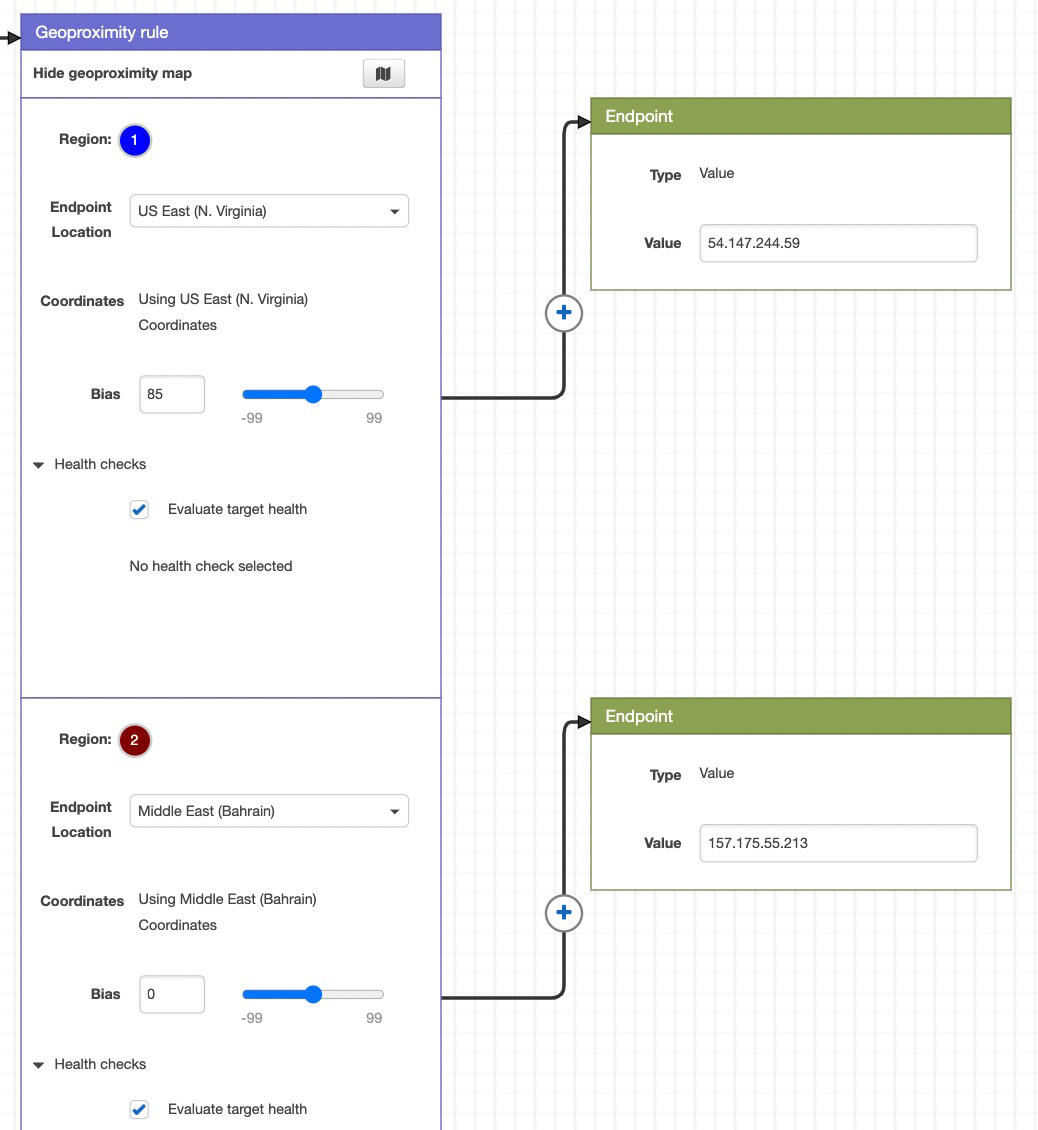 Geoproximity rule
Hide geoproximity map
Region: 1
Endpoint
Location
US East (N. Virginia)
Coordinates
Using US East (N. Virginia)
Coordinates
Bias
85
-99
99
Health checks
Evaluate target health
No health check selected
Endpoint
Type
Value
Value
54.147.244.59
Region: 2
Endpoint
Location
Middle East (Bahrain)
Coordinates
Using Middle East (Bahrain)
Coordinates
Bias
0
-99
99
Health checks
Evaluate target health
Endpoint
Type
Value
Value
157.175.55.213